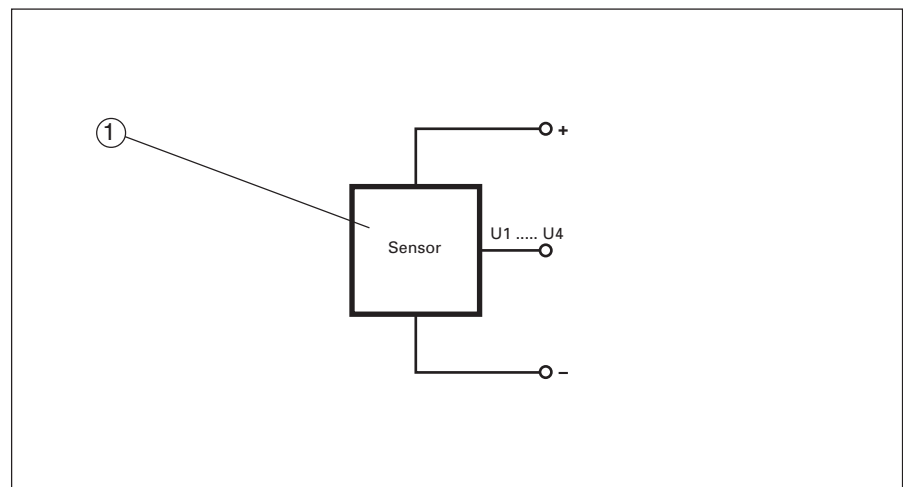 1
+
U1 ..... U4
Sensor
–